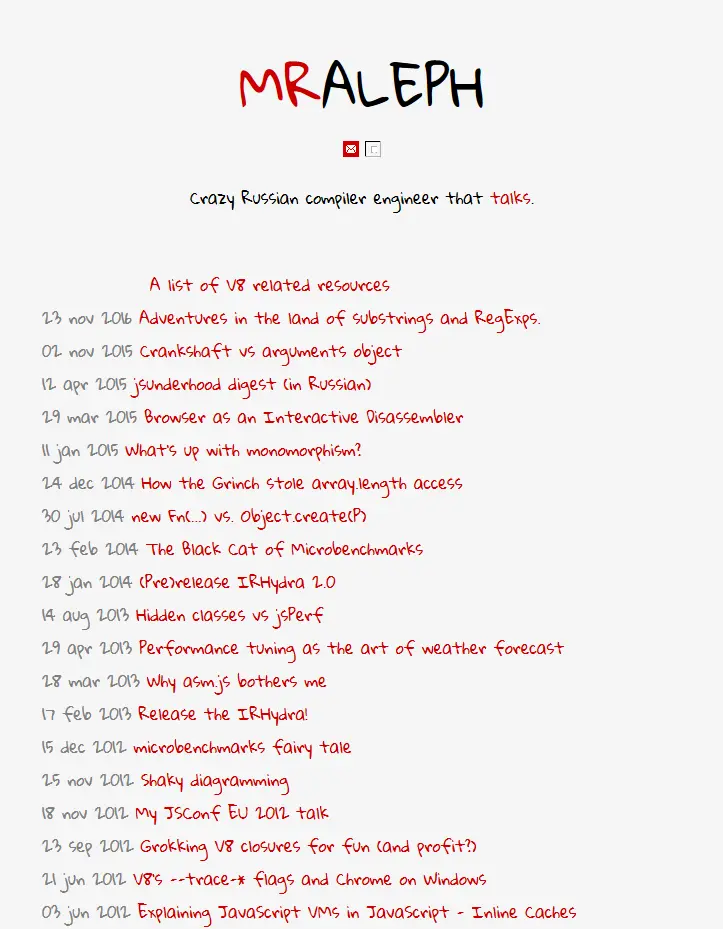 MRALEPH
Crazy Russian compiler engineer that talks.
A list of V8 related resources
23 nov 2016 Adventures in the land of substrings and RegExps.
02 nov 2015 Crankshaft vs arguments object
12 apr 2015 jsunderhood digest (in Russian)
29 mar 2015 Browser as an Interactive Disassembler
11 jan 2015 What's up with monomorphism?
24 dec 2014 How the Grinch stole array.length access
30 jul 2014 new Fn(...) vs. Object.create(P)
23 feb 2014 The Black Cat of Microbenchmarks
28 jan 2014 (Pre)release IRHydra 2.0
14 aug 2013 Hidden classes vs jsPerf
29 apr 2013 Performance tuning as the art of weather forecast
28 mar 2013 Why asm.js bothers me
17 feb 2013 Release the IRHydra!
15 dec 2012 microbenchmarks fairy tale
25 nov 2012 Shaky diagramming
18 nov 2012 My JSConf EU 2012 talk
23 sep 2012 Grokking V8 closures for fun (and profit?)
21 jun 2012 V8's --trace-* flags and Chrome on Windows
03 jun 2012 Explaining JavaScript VMs in JavaScript - Inline Caches